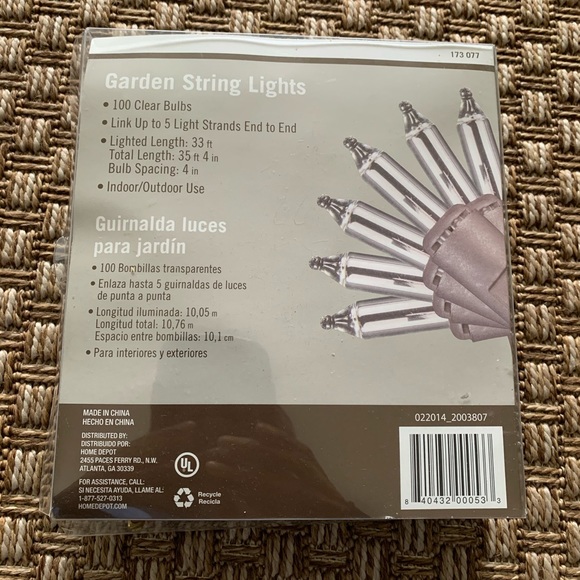 173 077
Garden String Lights
• 100 Clear Bulbs
• Link Up to 5 Light Strands End to End
• Lighted Length: 33 ft
Total Length: 35 ft 4 in
Bulb Spacing: 4 in
• Indoor/Outdoor Use
Guirnalda luces
para jardín
• 100 Bombillas transparentes
• Enlaza hasta 5 guirnaldas de luces
de punta a punta
• Longitud iluminada: 10,05 m
Longitud total: 10,76 m
Espacio entre bombillas: 10,1 cm
• Para interiores y exteriores
MADE IN CHINA
HECHO EN CHINA
DISTRIBUTED BY:
DISTRIBUIDO POR:
HOME DEPOT
2455 PACES FERRY RD., N.W.
ATLANTA, GA 30339
FOR ASSISTANCE, CALL:
SI NECESITA AYUDA, LLAME AL:
1-877-527-0313
HOMEDEPOT.COM
UL
Recycle
Recicla
022014_2003807
8 40432 00053 3